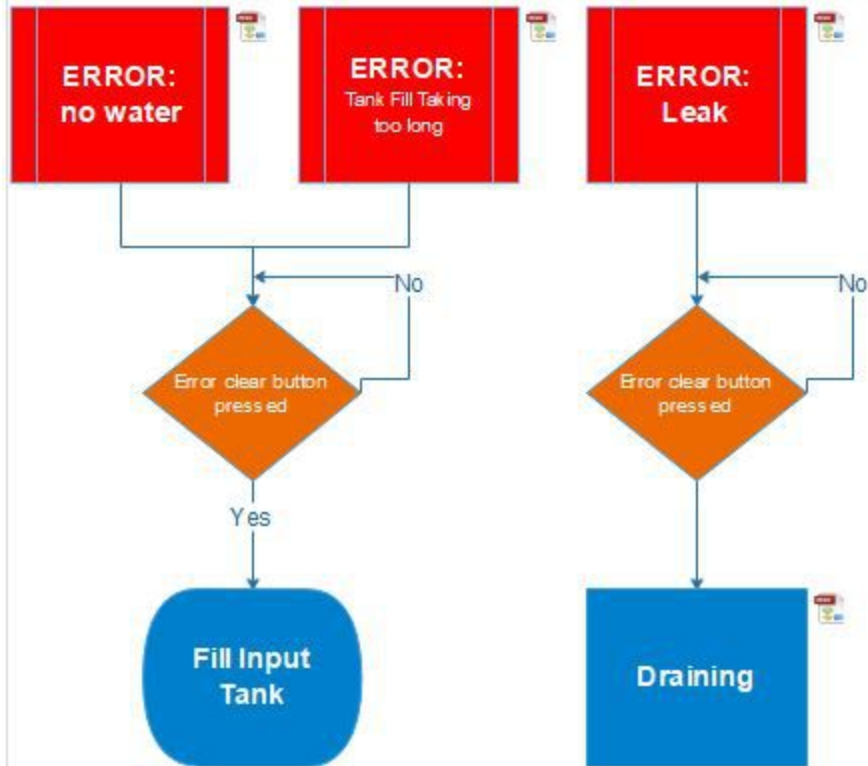 ERROR:
no water
ERROR:
Tank Fill Taking
too long
ERROR:
Leak
No
No
Error clear button
pressed
Error clear button
pressed
Yes
Fill Input
Tank
Draining